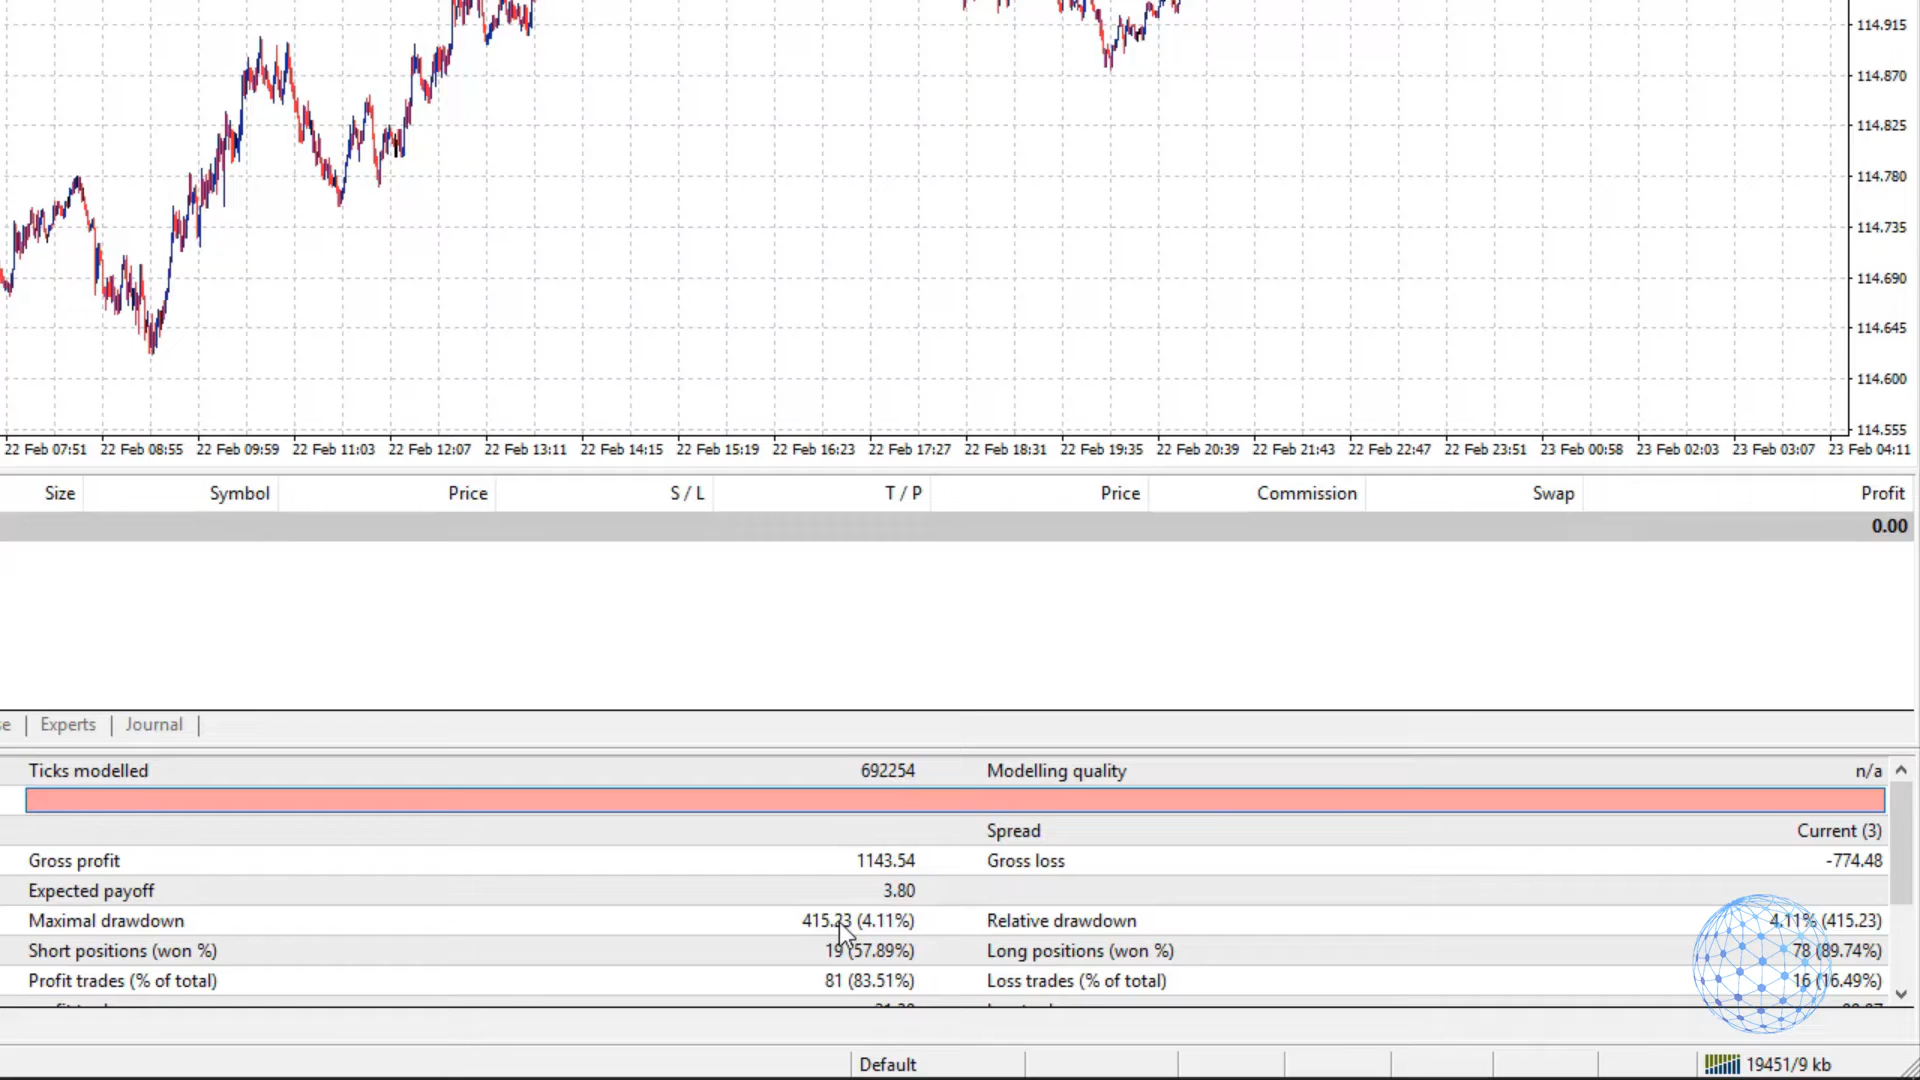 114.915
114.870
114.825
114.780
114.735
114.690
114.645
114.600
114.555
22 Feb 07:51 22 Feb 08:55 22 Feb 09:59 22 Feb 11:03 22 Feb 12:07 22 Feb 13:11 22 Feb 14:15 22 Feb 15:19 22 Feb 16:23 22 Feb 17:27 22 Feb 18:31 22 Feb 19:35 22 Feb 20:39 22 Feb 21:43 22 Feb 22:47 22 Feb 23:51 23 Feb 00:58 23 Feb 02:03 23 Feb 03:07 23 Feb 04:11
Size Symbol Price S / L T / P Price Commission Swap Profit
0.00
se | Experts | Journal |
Ticks modelled 692254 Modelling quality n/a
Spread Current (3)
Gross profit 1143.54 Gross loss -774.48
Expected payoff 3.80
Maximal drawdown 415.23 (4.11%) Relative drawdown 4.11% (415.23)
Short positions (won %) 19 (57.89%) Long positions (won %) 78 (89.74%)
Profit trades (% of total) 81 (83.51%) Loss trades (% of total) 16 (16.49%)
Default 19451/9 kb